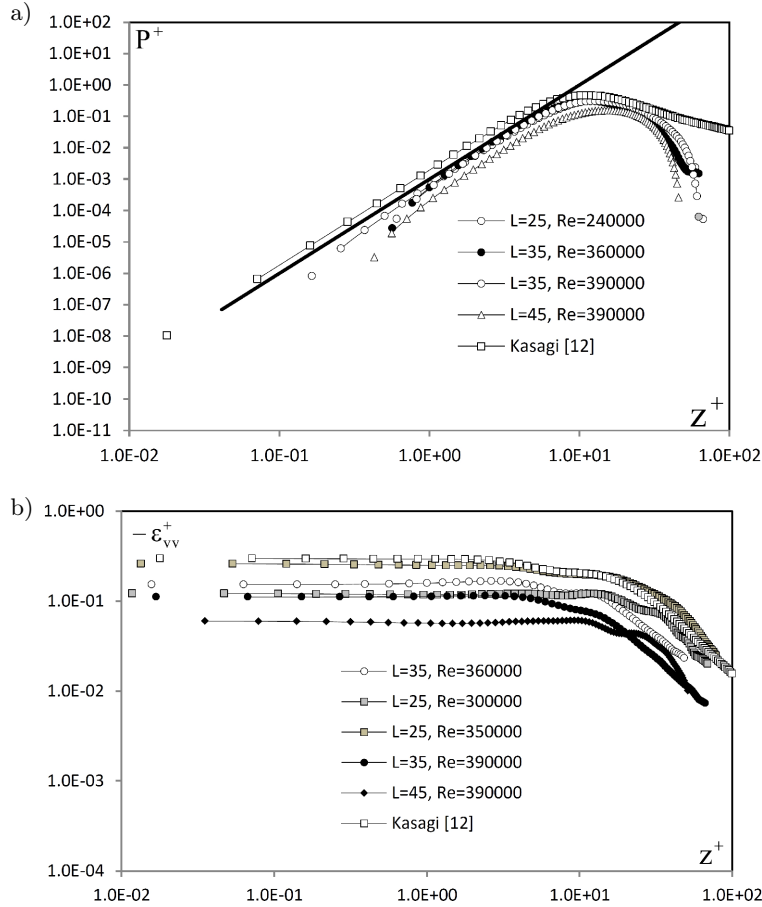 a)
P+
1.0E+02
1.0E+01
1.0E+00
1.0E-01
1.0E-02
1.0E-03
1.0E-04
1.0E-05
1.0E-06
1.0E-07
1.0E-08
1.0E-09
1.0E-10
1.0E-11
L=25, Re=240000
L=35, Re=360000
L=35, Re=390000
L=45, Re=390000
Kasagi [12]
Z+
1.0E-02 1.0E-01 1.0E+00 1.0E+01 1.0E+02
b)
−ε+vv
1.0E+00
1.0E-01
1.0E-02
1.0E-03
1.0E-04
L=35, Re=360000
L=25, Re=300000
L=25, Re=350000
L=35, Re=390000
L=45, Re=390000
Kasagi [12]
z+
1.0E-02 1.0E-01 1.0E+00 1.0E+01 1.0E+02